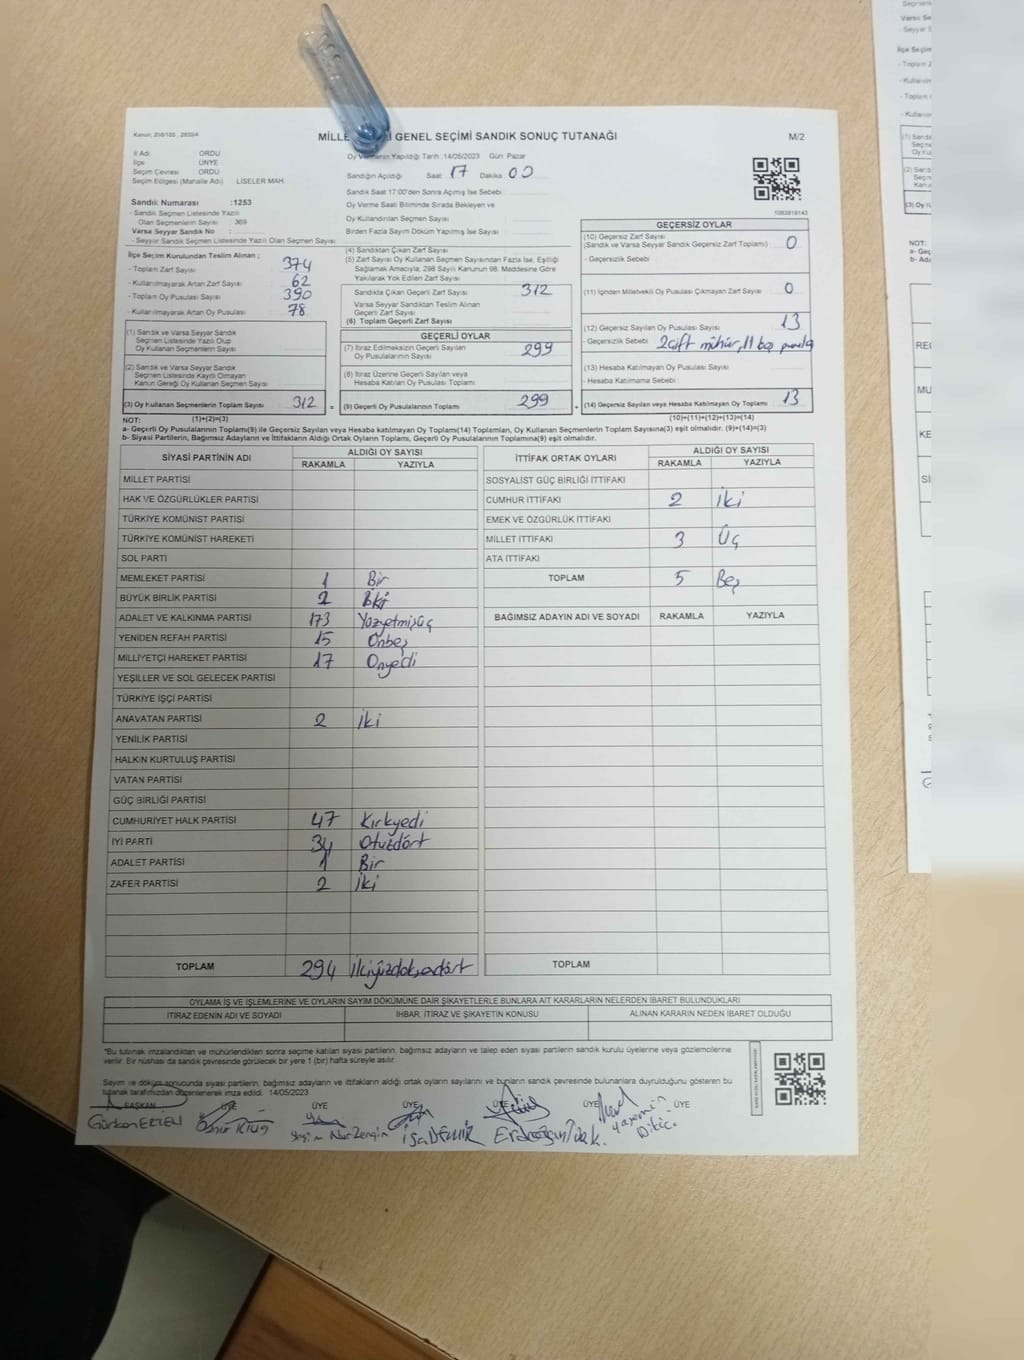 Kanun: 298/105 , 2839/4
MİLLE GENEL SEÇİMİ SANDIK SONUÇ TUTANAĞI
M/2
İl Adı ORDU
İlçe ÜNYE
Seçim Çevresi ORDU
Seçim Bölgesi (Mahalle Adı) LİSELER MAH.
Sandık Numarası :1253
- Sandık Seçmen Listesinde Yazılı
Olan Seçmenlerin Sayısı 369
Varsa Seyyar Sandık No :
- Seyyar Sandık Seçmen Listesinde Yazılı Olan Seçmen Sayısı
İlçe Seçim Kurulundan Teslim Alınan ;
- Toplam Zarf Sayısı 374
- Kullanılmayarak Artan Zarf Sayısı 62
- Toplam Oy Pusulası Sayısı 390
- Kullanılmayarak Artan Oy Pusulası 78
(1) Sandık ve Varsa Seyyar Sandık
Seçmen Listesinde Yazılı Olup
Oy Kullanan Seçmenlerin Sayısı
(2) Sandık ve Varsa Seyyar Sandık
Seçmen Listesinde Kayıtlı Olmayan
Kanun Gereği Oy Kullanan Seçmen Sayısı
(3) Oy Kullanan Seçmenlerin Toplam Sayısı 312
Oy Verme Yapıldığı Tarih :14/05/2023 Gün: Pazar
Sandığın Açıldığı Saat 17 Dakika 00
Sandık Saat 17:00'den Sonra Açmış İse Sebebi
Oy Verme Saati Bitiminde Sırada Bekleyen ve
Oy Kullandırılan Seçmen Sayısı
Birden Fazla Sayım Döküm Yapılmış İse Sayısı
(4) Sandıktan Çıkan Zarf Sayısı
(5) Zarf Sayısı Oy Kullanan Seçmen Sayısından Fazla İse, Eşitliği
Sağlamak Amacıyla; 298 Sayılı Kanunun 98. Maddesine Göre
Yakılarak Yok Edilen Zarf Sayısı
Sandıkta Çıkan Geçerli Zarf Sayısı 312
Varsa Seyyar Sandıktan Teslim Alınan
Geçerli Zarf Sayısı
(6) Toplam Geçerli Zarf Sayısı
GEÇERLİ OYLAR
(7) İtiraz Edilmeksizin Geçerli Sayılan
Oy Pusulalarının Sayısı 299
(8) İtiraz Üzerine Geçerli Sayılan veya
Hesaba Katılan Oy Pusulaları Toplamı
= (9) Geçerli Oy Pusulalarının Toplamı 299
1083818143
GEÇERSİZ OYLAR
(10) Geçersiz Zarf Sayısı
(Sandık ve Varsa Seyyar Sandık Geçersiz Zarf Toplamı) 0
- Geçersizlik Sebebi
(11) İçinden Milletvekili Oy Pusulası Çıkmayan Zarf Sayısı 0
(12) Geçersiz Sayılan Oy Pusulası Sayısı 13
- Geçersizlik Sebebi 2 çift mühür, 11 boş pusula
(13) Hesaba Katılmayan Oy Pusulası Sayısı
- Hesaba Katılmama Sebebi
+ (14) Geçersiz Sayılan veya Hesaba Katılmayan Oy Toplamı 13
NOT: (1)+(2)=(3)
(10)+(11)+(12)+(13)=(14)
a- Geçerli Oy Pusulalarının Toplamı(9) ile Geçersiz Sayılan veya Hesaba katılmayan Oy Toplamı(14) Toplamları, Oy Kullanan Seçmenlerin Toplam Sayısına(3) eşit olmalıdır. (9)+(14)=(3)
b- Siyasi Partilerin, Bağımsız Adayların ve İttifakların Aldığı Ortak Oyların Toplamı, Geçerli Oy Pusulalarının Toplamına(9) eşit olmalıdır.
SİYASİ PARTİNİN ADI ALDIĞI OY SAYISI
RAKAMLA YAZIYLA
MİLLET PARTİSİ
HAK VE ÖZGÜRLÜKLER PARTİSİ
TÜRKİYE KOMÜNİST PARTİSİ
TÜRKİYE KOMÜNİST HAREKETİ
SOL PARTİ
MEMLEKET PARTİSİ 1 Bir
BÜYÜK BİRLİK PARTİSİ 2 İki
ADALET VE KALKINMA PARTİSİ 173 Yüzyetmişüç
YENİDEN REFAH PARTİSİ 15 Onbeş
MİLLİYETÇİ HAREKET PARTİSİ 17 Onyedi
YEŞİLLER VE SOL GELECEK PARTİSİ
TÜRKİYE İŞÇİ PARTİSİ
ANAVATAN PARTİSİ 2 İki
YENİLİK PARTİSİ
HALKIN KURTULUŞ PARTİSİ
VATAN PARTİSİ
GÜÇ BİRLİĞİ PARTİSİ
CUMHURİYET HALK PARTİSİ 47 Kırkyedi
İYİ PARTİ 34 Otuzdört
ADALET PARTİSİ 1 Bir
ZAFER PARTİSİ 2 İki
TOPLAM 294 İkiyüzdoksandört
İTTİFAK ORTAK OYLARI ALDIĞI OY SAYISI
RAKAMLA YAZIYLA
SOSYALİST GÜÇ BİRLİĞİ İTTİFAKI
CUMHUR İTTİFAKI 2 İki
EMEK VE ÖZGÜRLÜK İTTİFAKI
MİLLET İTTİFAKI 3 Üç
ATA İTTİFAKI
TOPLAM 5 Beş
BAĞIMSIZ ADAYIN ADI VE SOYADI RAKAMLA YAZIYLA
TOPLAM
OYLAMA İŞ VE İŞLEMLERİNE VE OYLARIN SAYIM DÖKÜMÜNE DAİR ŞİKAYETLERLE BUNLARA AİT KARARLARIN NELERDEN İBARET BULUNDUKLARI
İTİRAZ EDENİN ADI VE SOYADI İHBAR, İTİRAZ VE ŞİKAYETİN KONUSU ALINAN KARARIN NEDEN İBARET OLDUĞU
*Bu tutanak imzalandıktan ve mühürlendikten sonra seçime katılan siyasi partilerin, bağımsız adayların ve talep eden siyasi partilerin sandık kurulu üyelerine veya gözlemcilerine
verilir. Bir nüshası da sandık çevresinde görülecek bir yere 1 (bir) hafta süreyle asılır.
Sayım ve döküm sonucunda siyasi partilerin, bağımsız adayların ve ittifakların aldığı ortak oyların sayılarını ve bunların sandık çevresinde bulunanlara duyrulduğunu gösteren bu
tutanak tarafımızdan düzenlenerek imza edildi. 14/05/2023
BAŞKAN ÜYE ÜYE ÜYE ÜYE ÜYE ÜYE
Gürkan İsa DEMİR Erdoğan Yasemin